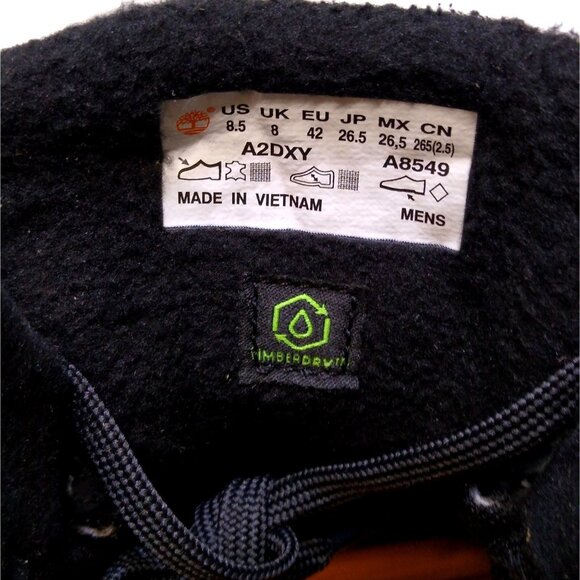 US UK EU JP MX CN
8.5 8 42 26.5 26,5 265(2.5)
A2DXY A8549
MADE IN VIETNAM MENS
TIMBERDRY™